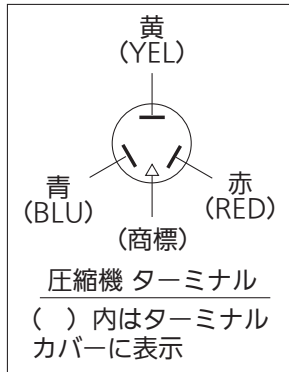 黄
(YEL)
青
(BLU)
赤
(RED)
(商標)
圧縮機 ターミナル
(　)内はターミナル
カバーに表示